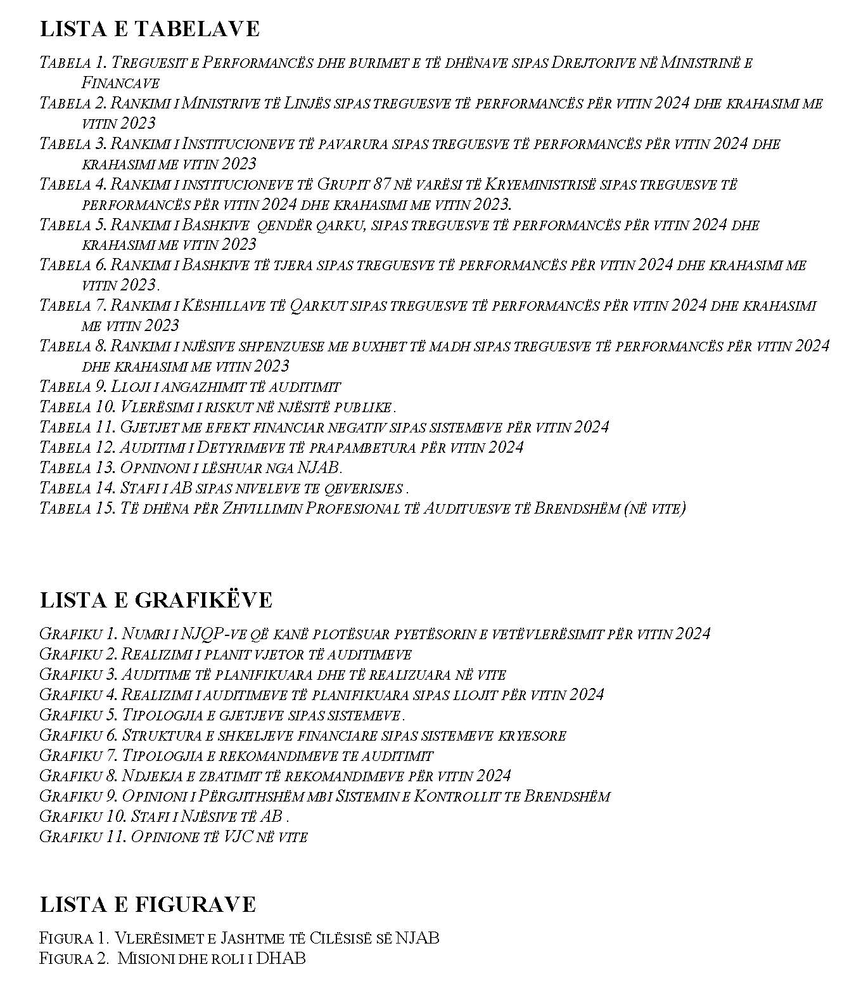 LISTA E TABELAVE
TABELA 1. TREGUESIT E PERFORMANCËS DHE BURIMET E TË DHËNAVE SIPAS DREJTORIVE NË MINISTRINË E
FINANCAVE
TABELA 2. RANKIMI I MINISTRIVE TË LINJËS SIPAS TREGUESVE TË PERFORMANCËS PËR VITIN 2024 DHE KRAHASIMI ME
VITIN 2023
TABELA 3. RANKIMI I INSTITUCIONEVE TË PAVARURA SIPAS TREGUESVE TË PERFORMANCËS PËR VITIN 2024 DHE
KRAHASIMI ME VITIN 2023
TABELA 4. RANKIMI I INSTITUCIONEVE TË GRUPIT 87 NË VARËSI TË KRYEMINISTRISË SIPAS TREGUESVE TË
PERFORMANCËS PËR VITIN 2024 DHE KRAHASIMI ME VITIN 2023.
TABELA 5. RANKIMI I BASHKIVE QENDËR QARKU, SIPAS TREGUESVE TË PERFORMANCËS PËR VITIN 2024 DHE
KRAHASIMI ME VITIN 2023
TABELA 6. RANKIMI I BASHKIVE TË TJERA SIPAS TREGUESVE TË PERFORMANCËS PËR VITIN 2024 DHE KRAHASIMI ME
VITIN 2023.
TABELA 7. RANKIMI I KËSHILLAVE TË QARKUT SIPAS TREGUESVE TË PERFORMANCËS PËR VITIN 2024 DHE KRAHASIMI
ME VITIN 2023
TABELA 8. RANKIMI I NJËSIVE SHPENZUESE ME BUXHET TË MADH SIPAS TREGUESVE TË PERFORMANCËS PËR VITIN 2024
DHE KRAHASIMI ME VITIN 2023
TABELA 9. LLOJI I ANGAZHIMIT TË AUDITIMIT
TABELA 10. VLERËSIMI I RISKUT NË NJËSITË PUBLIKE.
TABELA 11. GJETJET ME EFEKT FINANCIAR NEGATIV SIPAS SISTEMEVE PËR VITIN 2024
TABELA 12. AUDITIMI I DETYRIMEVE TË PRAPAMBETURA PËR VITIN 2024
TABELA 13. OPNINONI I LËSHUAR NGA NJAB.
TABELA 14. STAFI I AB SIPAS NIVELEVE TE QEVERISJES .
TABELA 15. TË DHËNA PËR ZHVILLIMIN PROFESIONAL TË AUDITUESVE TË BRENDSHËM (NË VITE)
LISTA E GRAFIKËVE
GRAFIKU 1. NUMRI I NJQP-VE QË KANË PLOTËSUAR PYETËSORIN E VETËVLERËSIMIT PËR VITIN 2024
GRAFIKU 2. REALIZIMI I PLANIT VJETOR TË AUDITIMEVE
GRAFIKU 3. AUDITIME TË PLANIFIKUARA DHE TË REALIZUARA NË VITE
GRAFIKU 4. REALIZIMI I AUDITIMEVE TË PLANIFIKUARA SIPAS LLOJIT PËR VITIN 2024
GRAFIKU 5. TIPOLOGJIA E GJETJEVE SIPAS SISTEMEVE.
GRAFIKU 6. STRUKTURA E SHKELJEVE FINANCIARE SIPAS SISTEMEVE KRYESORE
GRAFIKU 7. TIPOLOGJIA E REKOMANDIMEVE TE AUDITIMIT
GRAFIKU 8. NDJEKJA E ZBATIMIT TË REKOMANDIMEVE PËR VITIN 2024
GRAFIKU 9. OPINIONI I PËRGJITHSHËM MBI SISTEMIN E KONTROLLIT TE BRENDSHËM
GRAFIKU 10. STAFI I NJËSIVE TË AB .
GRAFIKU 11. OPINIONE TË VJC NË VITE
LISTA E FIGURAVE
FIGURA 1. VLERËSIMET E JASHTME TË CILËSISË SË NJAB
FIGURA 2. MISIONI DHE ROLI I DHAB